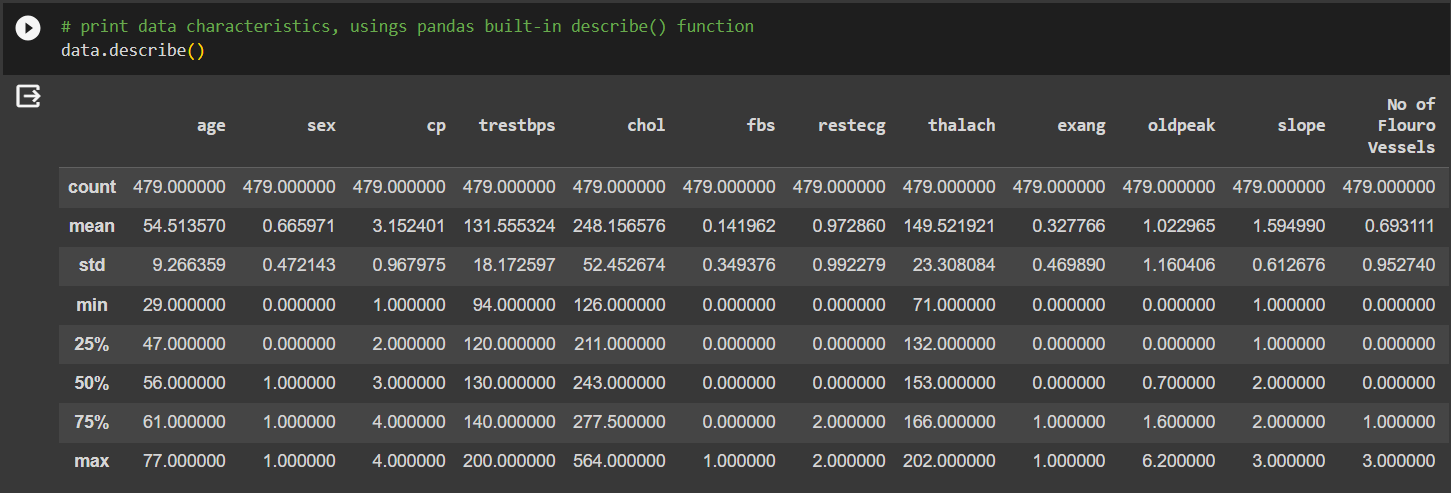 # print data characteristics, usings pandas built-in describe() function
data.describe()
age sex cp trestbps chol fbs restecg thalach exang oldpeak slope No of
Flouro
Vessels
count 479.000000 479.000000 479.000000 479.000000 479.000000 479.000000 479.000000 479.000000 479.000000 479.000000 479.000000 479.000000
mean 54.513570 0.665971 3.152401 131.555324 248.156576 0.141962 0.972860 149.521921 0.327766 1.022965 1.594990 0.693111
std 9.266359 0.472143 0.967975 18.172597 52.452674 0.349376 0.992279 23.308084 0.469890 1.160406 0.612676 0.952740
min 29.000000 0.000000 1.000000 94.000000 126.000000 0.000000 0.000000 71.000000 0.000000 0.000000 1.000000 0.000000
25% 47.000000 0.000000 2.000000 120.000000 211.000000 0.000000 0.000000 132.000000 0.000000 0.000000 1.000000 0.000000
50% 56.000000 1.000000 3.000000 130.000000 243.000000 0.000000 0.000000 153.000000 0.000000 0.700000 2.000000 0.000000
75% 61.000000 1.000000 4.000000 140.000000 277.500000 0.000000 2.000000 166.000000 1.000000 1.600000 2.000000 1.000000
max 77.000000 1.000000 4.000000 200.000000 564.000000 1.000000 2.000000 202.000000 1.000000 6.200000 3.000000 3.000000